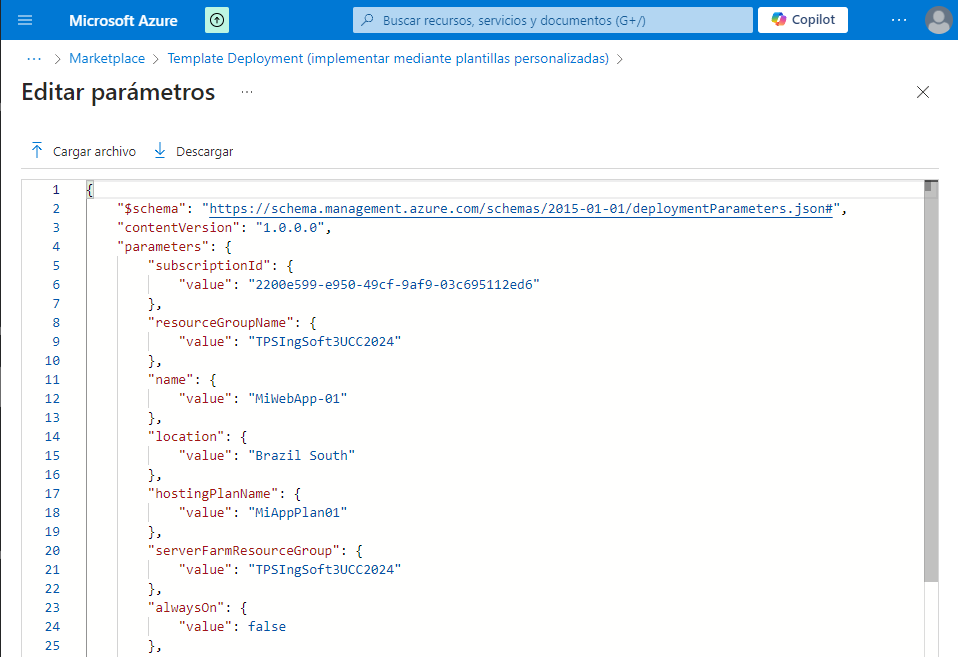 Microsoft Azure
Buscar recursos, servicios y documentos (G+/)
Copilot
···
··· > Marketplace > Template Deployment (implementar mediante plantillas personalizadas) >
Editar parámetros ···
Cargar archivo Descargar
1 {
2 "$schema": "https://schema.management.azure.com/schemas/2015-01-01/deploymentParameters.json#",
3 "contentVersion": "1.0.0.0",
4 "parameters": {
5 "subscriptionId": {
6 "value": "2200e599-e950-49cf-9af9-03c695112ed6"
7 },
8 "resourceGroupName": {
9 "value": "TPSIngSoft3UCC2024"
10 },
11 "name": {
12 "value": "MiWebApp-01"
13 },
14 "location": {
15 "value": "Brazil South"
16 },
17 "hostingPlanName": {
18 "value": "MiAppPlan01"
19 },
20 "serverFarmResourceGroup": {
21 "value": "TPSIngSoft3UCC2024"
22 },
23 "alwaysOn": {
24 "value": false
25 },